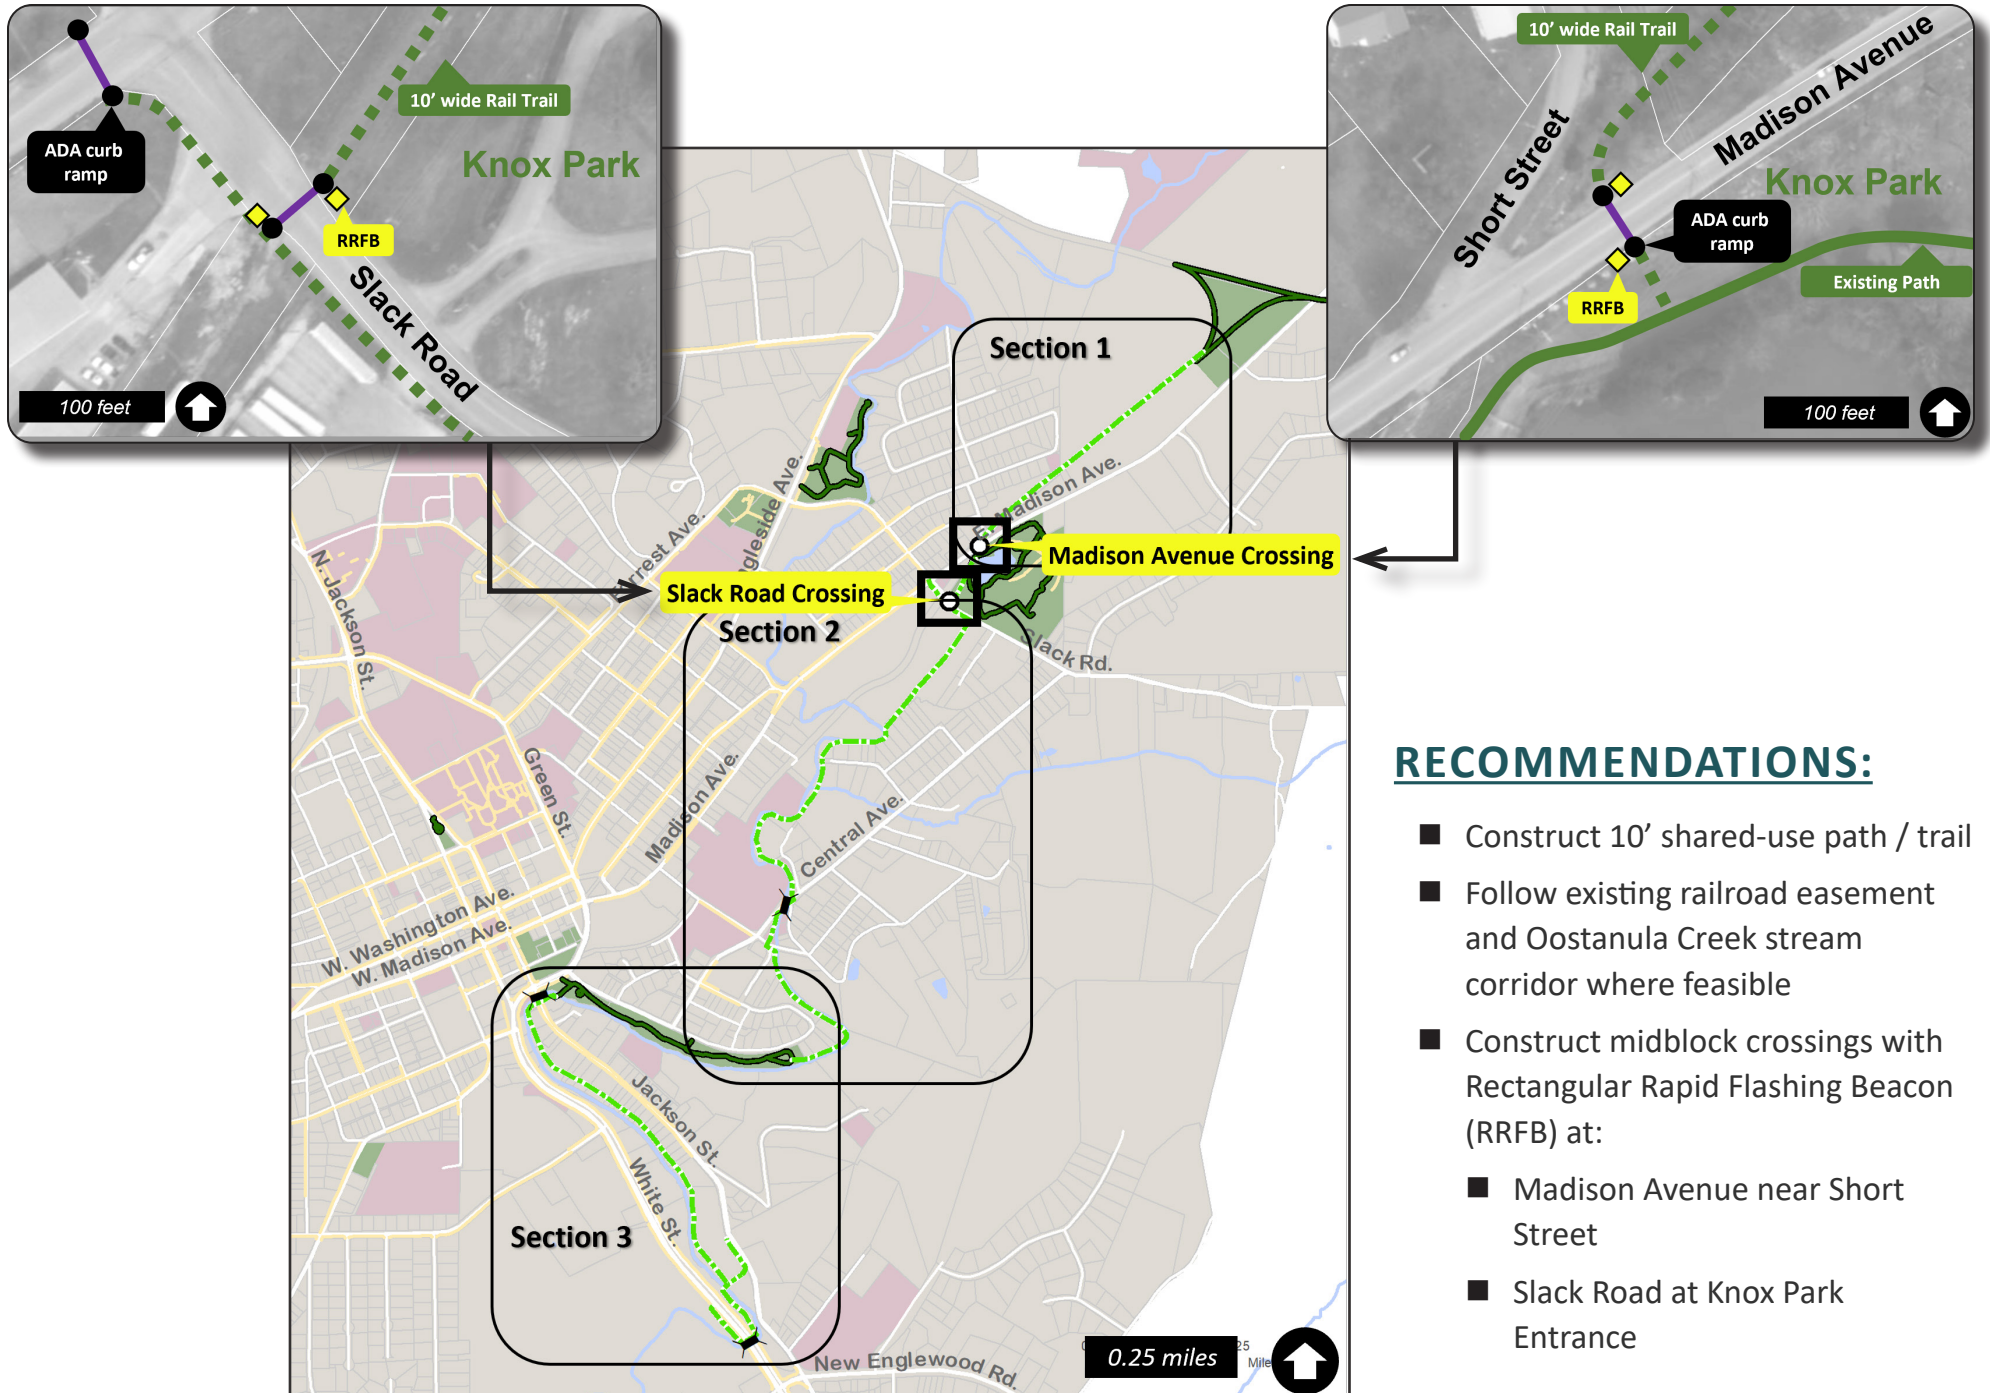 10' wide Rail Trail
Knox Park
ADA curb
ramp
RRFB
Slack Road
100 feet
10' wide Rail Trail
Madison Avenue
Short Street
Knox Park
ADA curb
ramp
Existing Path
RRFB
100 feet
Section 1
E. Madison Ave.
Ingleside Ave.
Forrest Ave.
Madison Avenue Crossing
Slack Road Crossing
Section 2
Slack Rd.
N. Jackson St.
Green St.
Madison Ave.
Central Ave.
W. Washington Ave.
W. Madison Ave.
Jackson St.
White St.
Section 3
New Englewood Rd.
0.25 miles
RECOMMENDATIONS:
■ Construct 10' shared-use path / trail
■ Follow existing railroad easement
and Oostanula Creek stream
corridor where feasible
■ Construct midblock crossings with
Rectangular Rapid Flashing Beacon
(RRFB) at:
■ Madison Avenue near Short
Street
■ Slack Road at Knox Park
Entrance